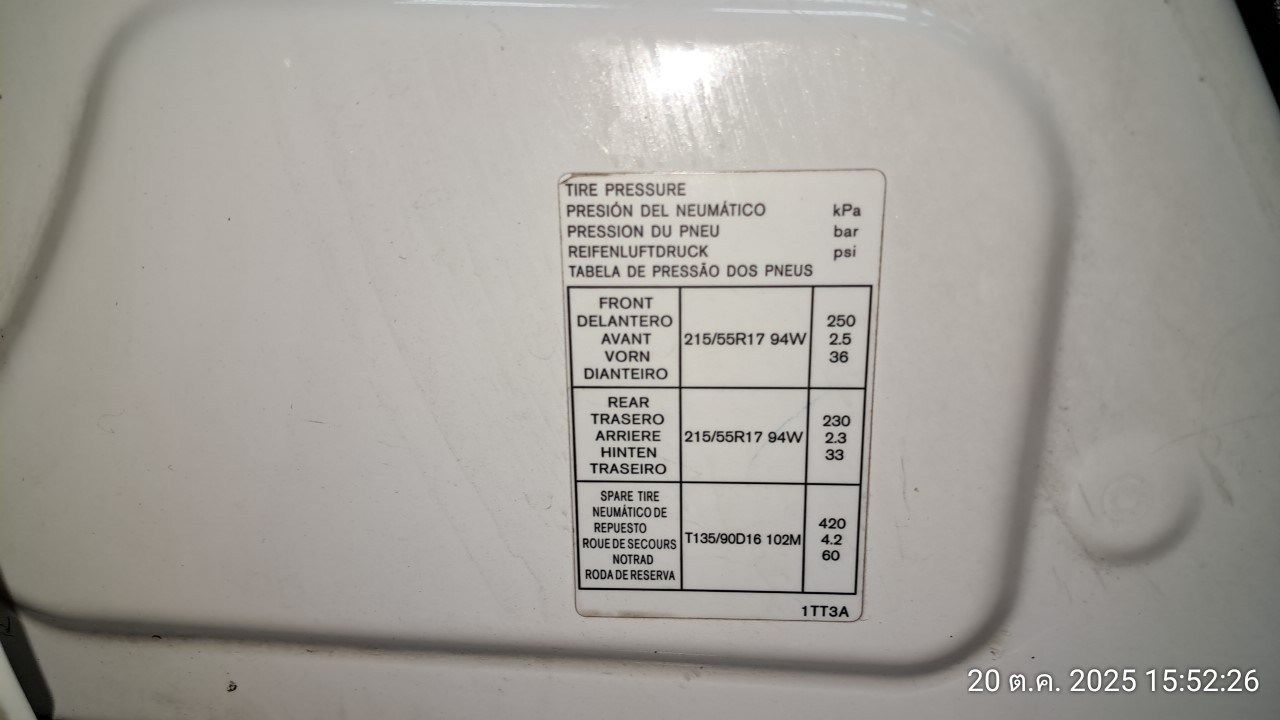 TIRE PRESSURE
PRESIÓN DEL NEUMÁTICO kPa
PRESSION DU PNEU bar
REIFENLUFTDRUCK psi
TABELA DE PRESSÃO DOS PNEUS
FRONT
DELANTERO 250
AVANT 215/55R17 94W 2.5
VORN 36
DIANTEIRO
REAR
TRASERO 230
ARRIERE 215/55R17 94W 2.3
HINTEN 33
TRASEIRO
SPARE TIRE
NEUMÁTICO DE
REPUESTO 420
ROUE DE SECOURS T135/90D16 102M 4.2
NOTRAD 60
RODA DE RESERVA
1TT3A
20 ต.ค. 2025 15:52:26